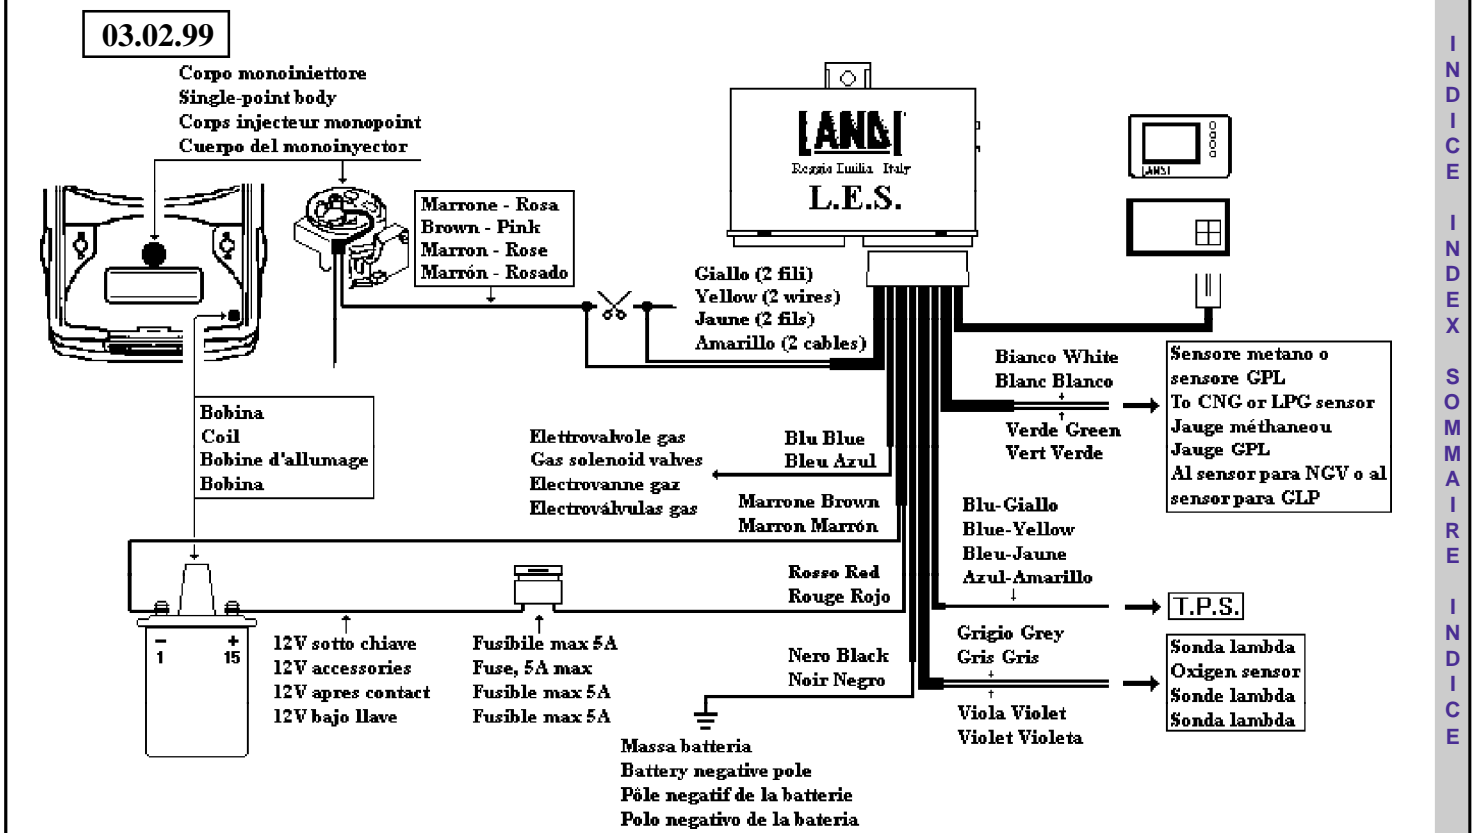 03.02.99
Corpo monoiniettore
Single-point body
Corps injecteur monopoint
Cuerpo del monoinyector
Marrone - Rosa
Brown - Pink
Marron - Rose
Marrón - Rosado
LANDI
Reggio Emilia Italy
L.E.S.
LANDI
Giallo (2 fili)
Yellow (2 wires)
Jaune (2 fils)
Amarillo (2 cables)
Bianco White
Blanc Blanco
Verde Green
Vert Verde
Sensore metano o
sensore GPL
To CNG or LPG sensor
Jauge méthaneou
Jauge GPL
Al sensor para NGV o al
sensor para GLP
Bobina
Coil
Bobine d'allumage
Bobina
Elettrovalvole gas
Gas solenoid valves
Electrovanne gaz
Electroválvulas gas
Blu Blue
Bleu Azul
Marrone Brown
Marron Marrón
Blu-Giallo
Blue-Yellow
Bleu-Jaune
Azul-Amarillo
Rosso Red
Rouge Rojo
T.P.S.
- +
1 15
12V sotto chiave
12V accessories
12V apres contact
12V bajo llave
Fusibile max 5A
Fuse, 5A max
Fusible max 5A
Fusible max 5A
Nero Black
Noir Negro
Grigio Grey
Gris Gris
Viola Violet
Violet Violeta
Sonda lambda
Oxigen sensor
Sonde lambda
Sonda lambda
Massa batteria
Battery negative pole
Pôle negatif de la batterie
Polo negativo de la bateria
INDICE INDEX SOMMAIRE INDICE